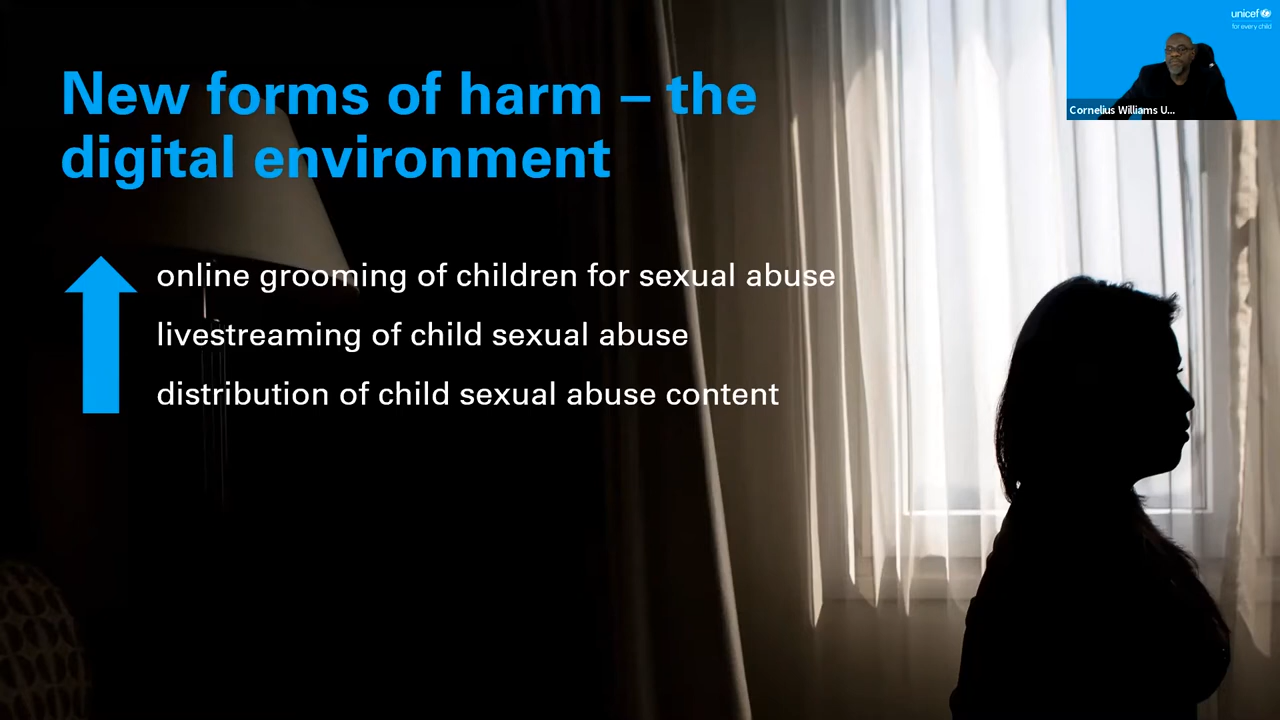 New forms of harm – the
digital environment
online grooming of children for sexual abuse
livestreaming of child sexual abuse
distribution of child sexual abuse content
unicef
for every child
Cornelius Williams U...